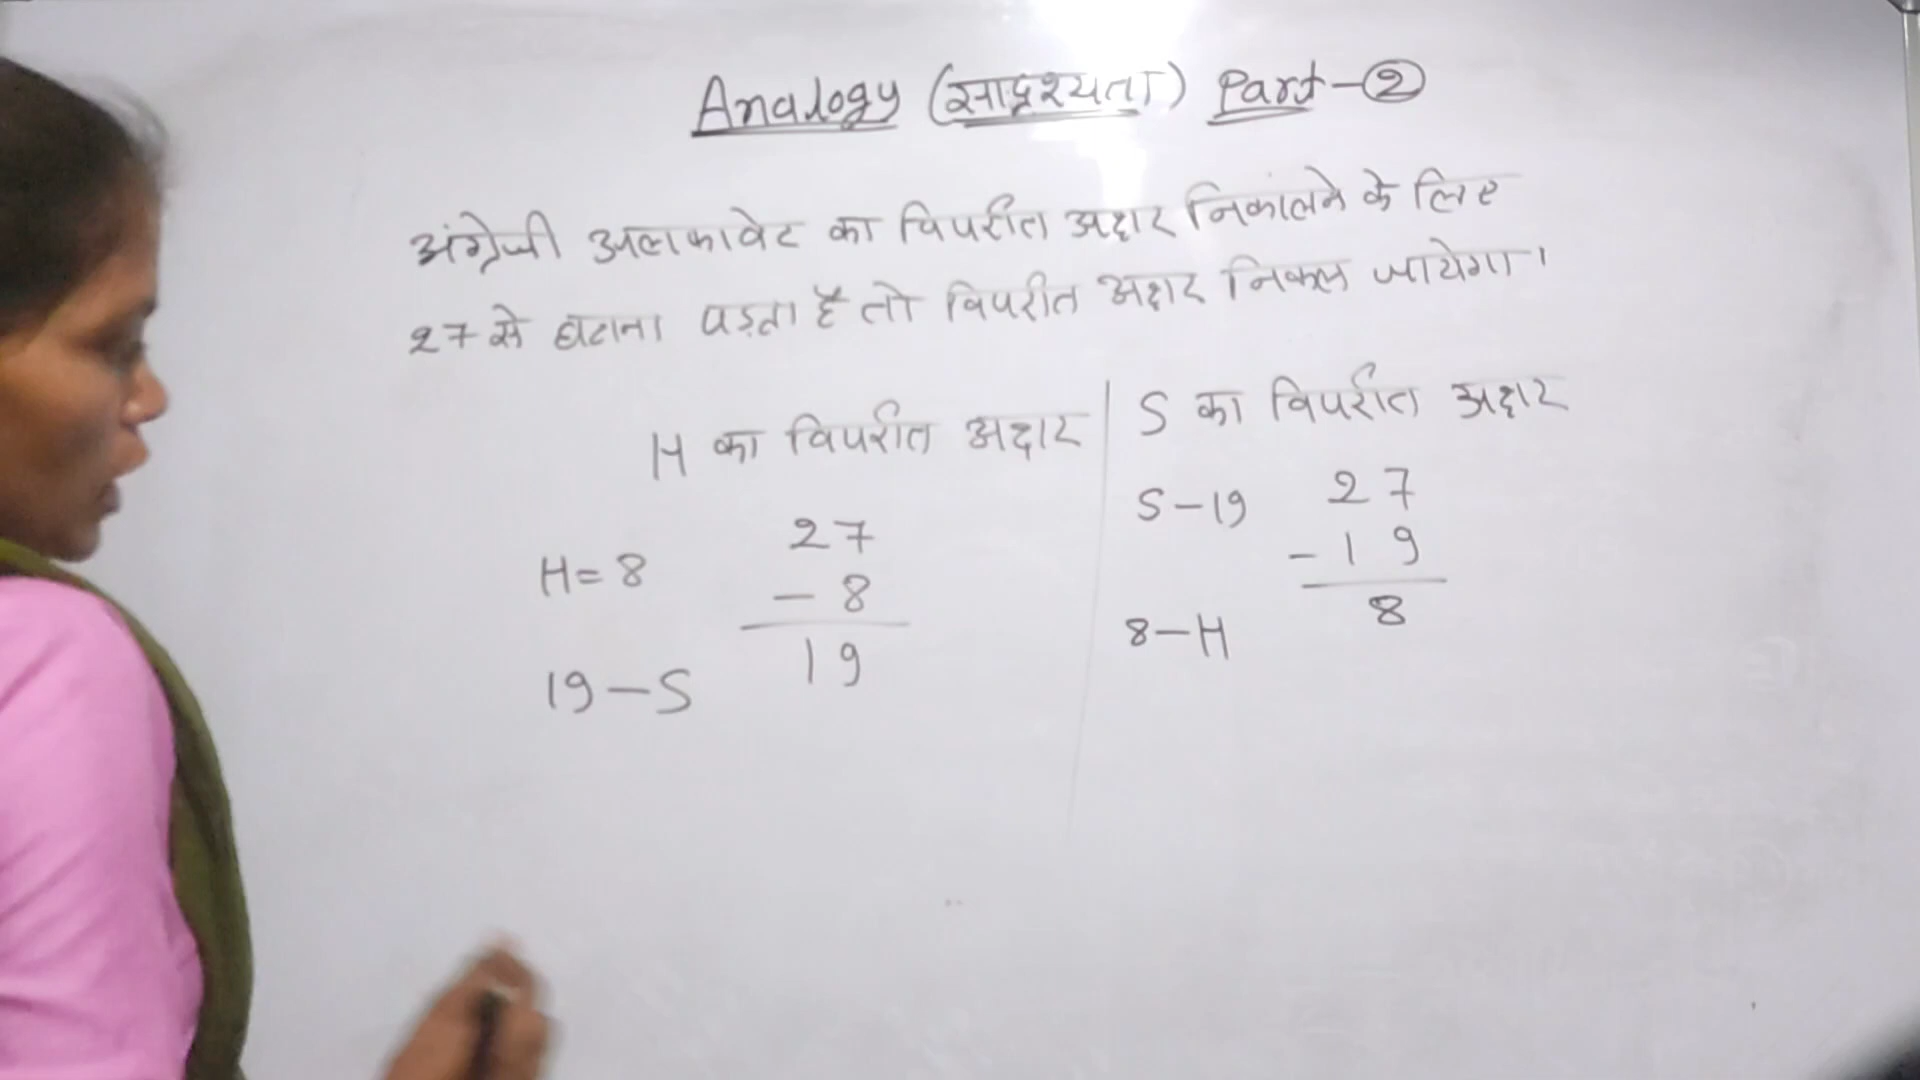 Analogy (सादृश्यता) Part-②
अंग्रेजी अलफावेट का विपरीत अक्षर निकालने के लिए
27 से घटाना पड़ता है तो विपरीत अक्षर निकल जायेगा।
H का विपरीत अक्षर
H=8
27
- 8
19
19-S
S का विपरीत अक्षर
S-19
27
-19
8
8-H